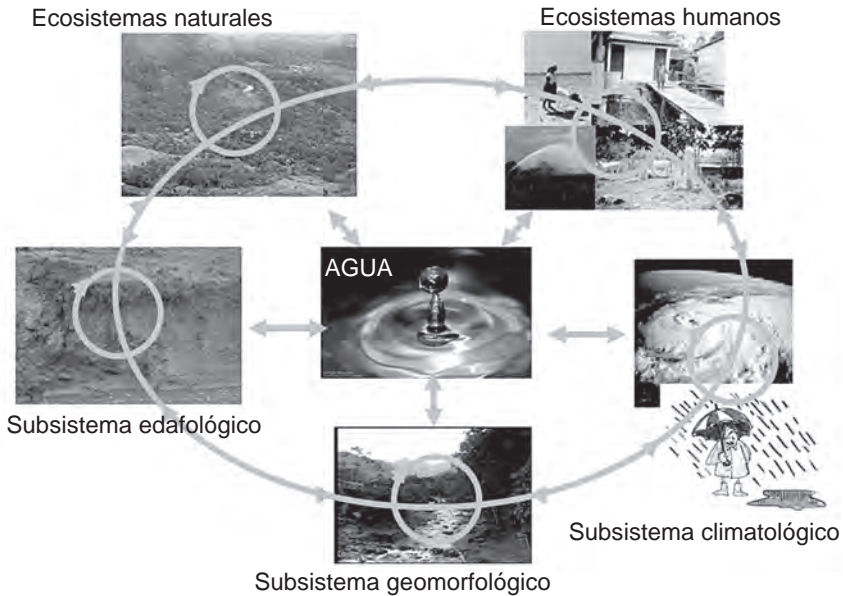 Ecosistemas naturales
Ecosistemas humanos
AGUA
Subsistema edafológico
Subsistema climatológico
Subsistema geomorfológico